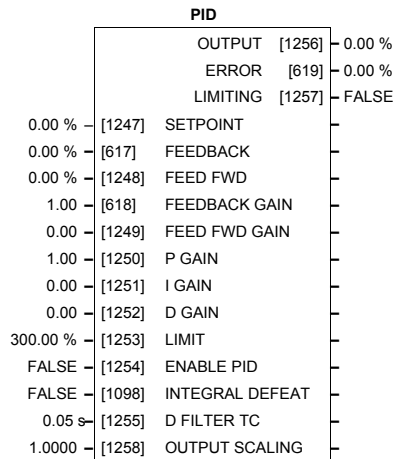 PID
OUTPUT [1256] – 0.00 %
ERROR [619] – 0.00 %
LIMITING [1257] – FALSE
0.00 % – [1247] SETPOINT –
0.00 % – [617] FEEDBACK –
0.00 % – [1248] FEED FWD –
1.00 – [618] FEEDBACK GAIN –
0.00 – [1249] FEED FWD GAIN –
1.00 – [1250] P GAIN –
0.00 – [1251] I GAIN –
0.00 – [1252] D GAIN –
300.00 % – [1253] LIMIT –
FALSE – [1254] ENABLE PID –
FALSE – [1098] INTEGRAL DEFEAT –
0.05 s – [1255] D FILTER TC –
1.0000 – [1258] OUTPUT SCALING –